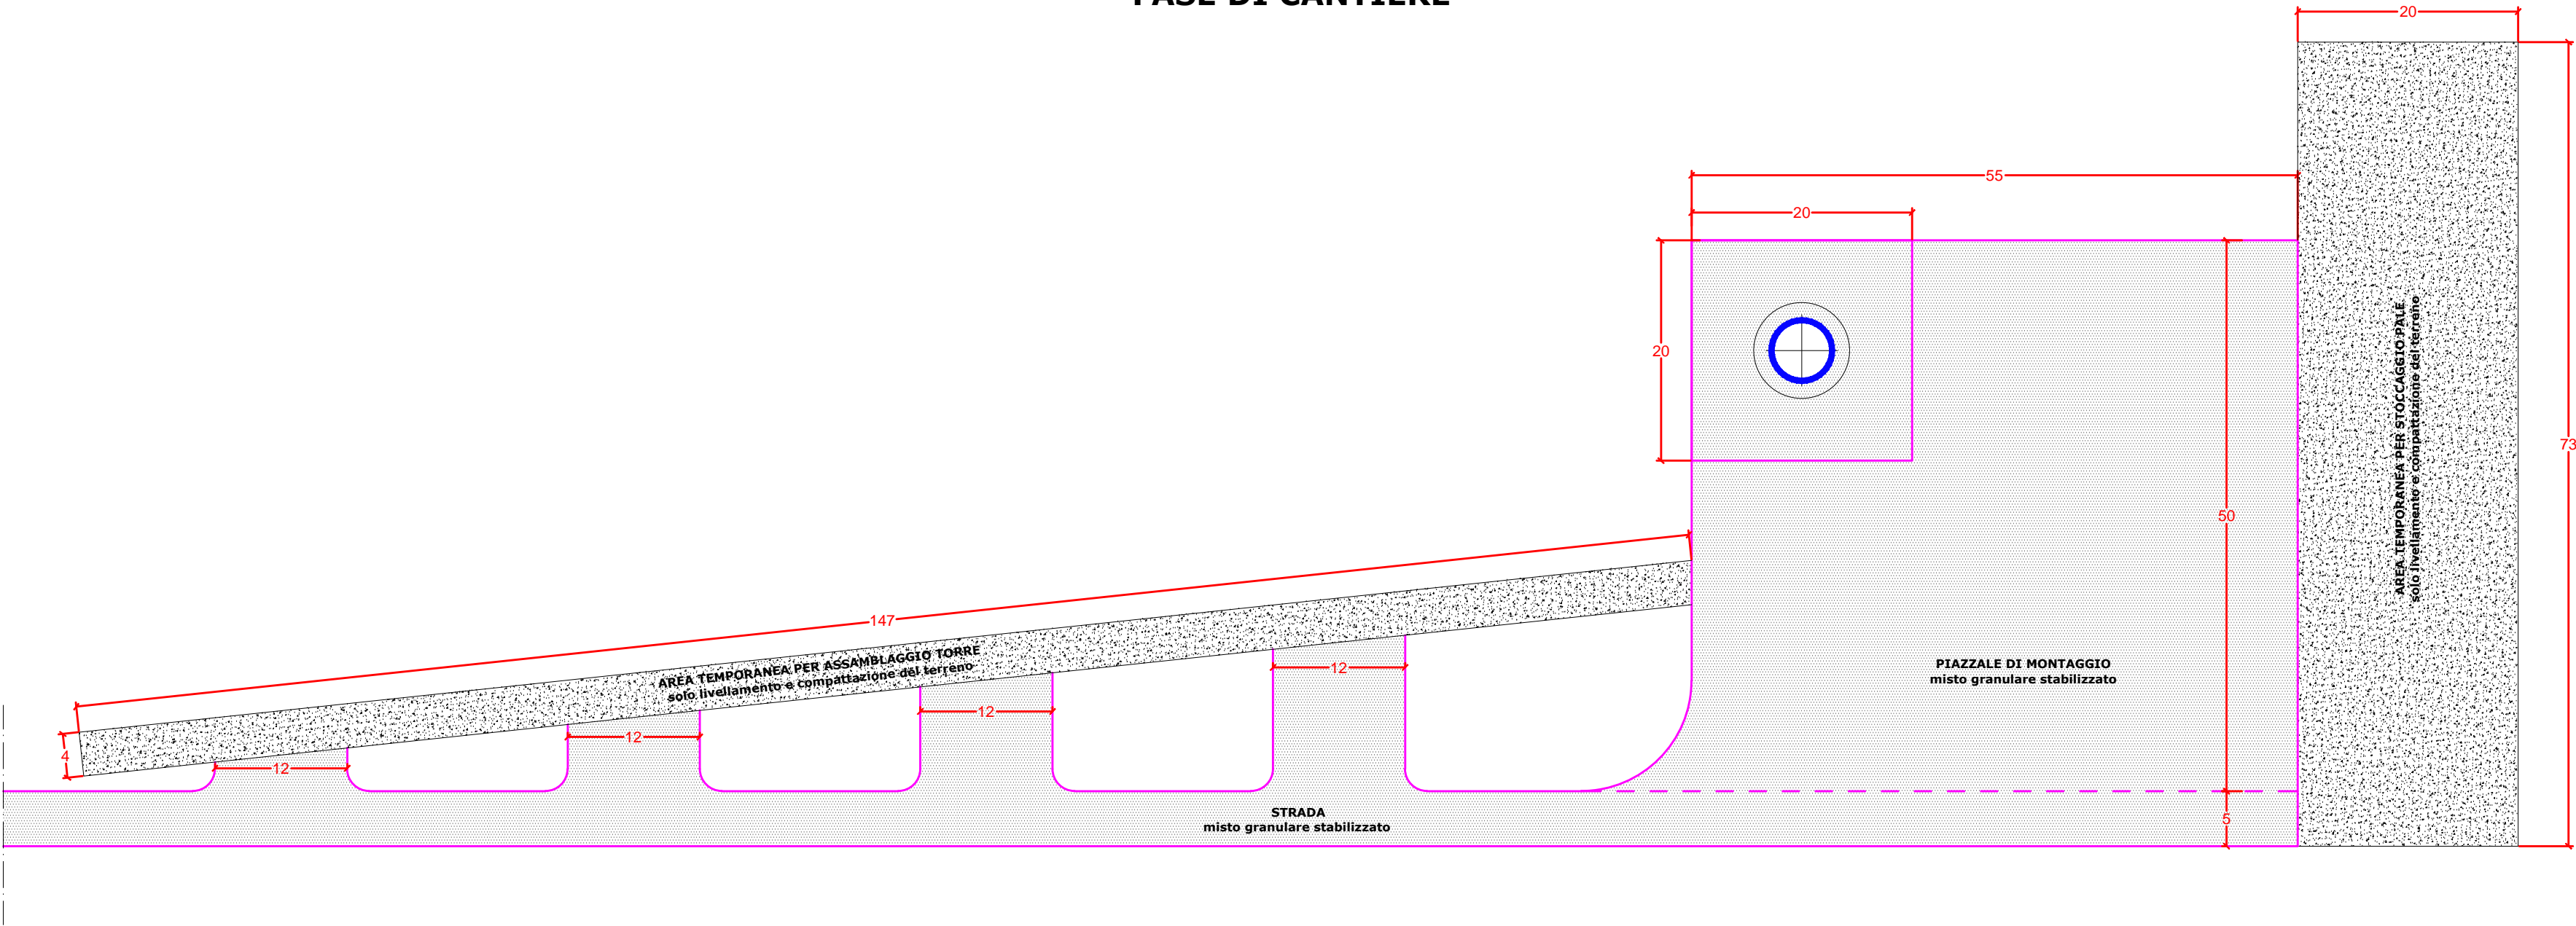 FASE DI CANTIERE
20
55
20
20
50
73
5
AREA TEMPORANEA PER STOCCAGGIO PALE
solo livellamento e compattazione del terreno
147
AREA TEMPORANEA PER ASSAMBLAGGIO TORRE
solo livellamento e compattazione del terreno
4
12
12
12
12
PIAZZALE DI MONTAGGIO
misto granulare stabilizzato
STRADA
misto granulare stabilizzato